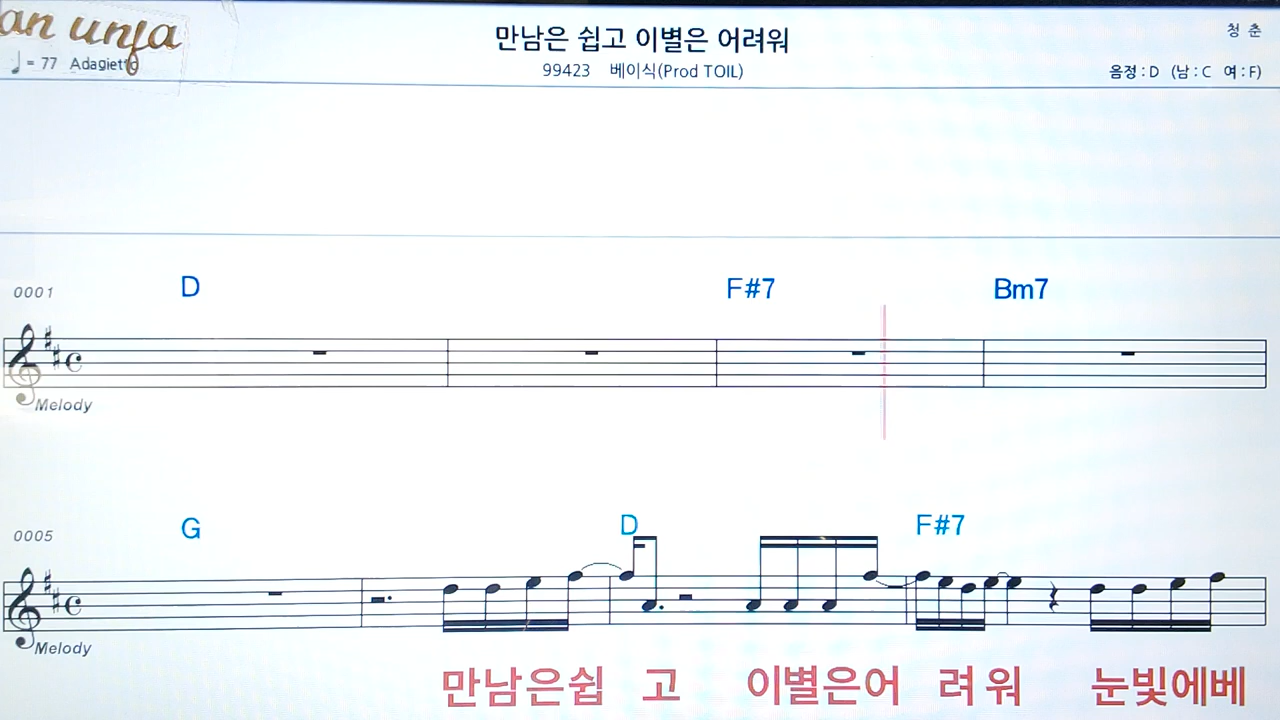 an unja
만남은 쉽고 이별은 어려워
청 춘
♩= 77 Adagietto
99423 베이식(Prod TOIL)
음정 : D (남 : C 여 : F)
0001 D F#7 Bm7
Melody
0005 G D F#7
Melody
만남은쉽 고 이별은어 려 워 눈빛에베